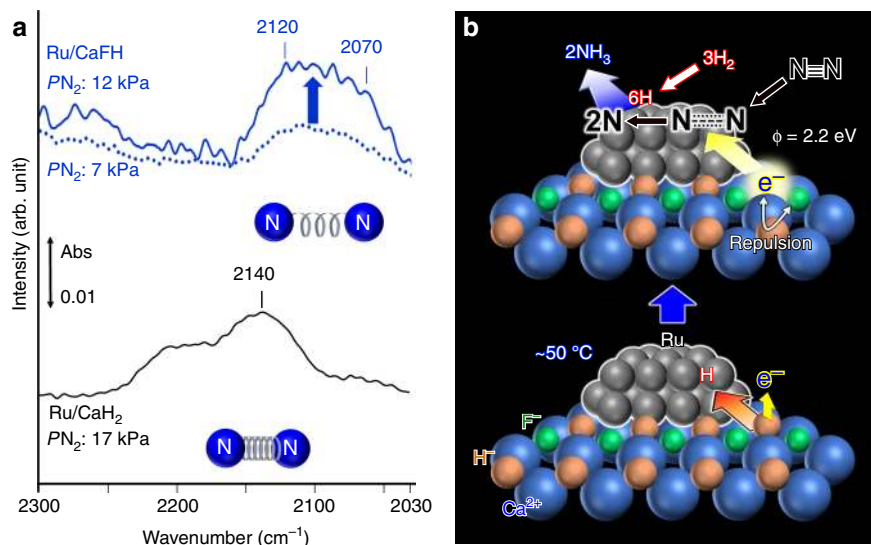 a
Ru/CaFH
PN₂: 12 kPa
PN₂: 7 kPa
2120
2070
N
N
Abs
0.01
2140
Ru/CaH₂
PN₂: 17 kPa
N
N
Intensity (arb. unit)
2300
2200
2100
2030
Wavenumber (cm⁻¹)
b
2NH₃
3H₂
N≡N
6H
2N
N
N
ϕ = 2.2 eV
e⁻
Repulsion
Ru
~50 °C
H
e⁻
F⁻
H⁻
Ca²⁺